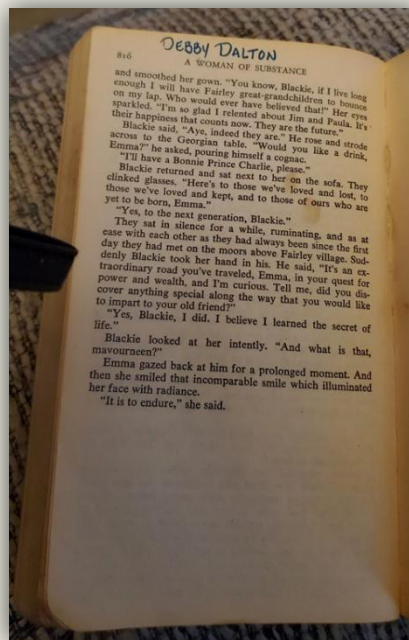 DEBBY DALTON
816
A WOMAN OF SUBSTANCE
and smoothed her gown. "You know, Blackie, if I live long
enough I will have Fairley great-grandchildren to bounce
on my lap. Who would ever have believed that!" Her eyes
sparkled. "I'm so glad I relented about Jim and Paula. It's
their happiness that counts now. They are the future."
Blackie said, "Aye, indeed they are." He rose and strode
across to the Georgian table. "Would you like a drink,
Emma?" he asked, pouring himself a cognac.
"I'll have a Bonnie Prince Charlie, please."
Blackie returned and sat next to her on the sofa. They
clinked glasses. "Here's to those we've loved and lost, to
those we've loved and kept, and to those of ours who are
yet to be born, Emma."
"Yes, to the next generation, Blackie."
They sat in silence for a while, ruminating, and as at
ease with each other as they had always been since the first
day they had met on the moors above Fairley village. Sud-
denly Blackie took her hand in his. He said, "It's an ex-
traordinary road you've traveled, Emma, in your quest for
power and wealth, and I'm curious. Tell me, did you dis-
cover anything special along the way that you would like
to impart to your old friend?"
"Yes, Blackie, I did. I believe I learned the secret of
life."
Blackie looked at her intently. "And what is that,
mavourneen?"
Emma gazed back at him for a prolonged moment. And
then she smiled that incomparable smile which illuminated
her face with radiance.
"It is to endure," she said.